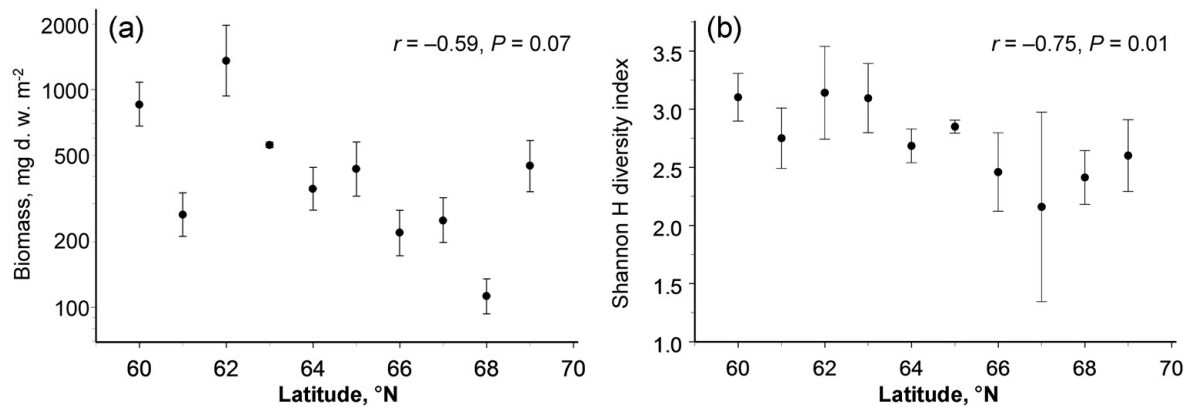 (a)
r = –0.59, P = 0.07
Biomass, mg d. w. m⁻²
2000
1000
500
200
100
60 62 64 66 68 70
Latitude, °N
(b)
r = –0.75, P = 0.01
Shannon H diversity index
3.5
3.0
2.5
2.0
1.5
1.0
60 62 64 66 68 70
Latitude, °N